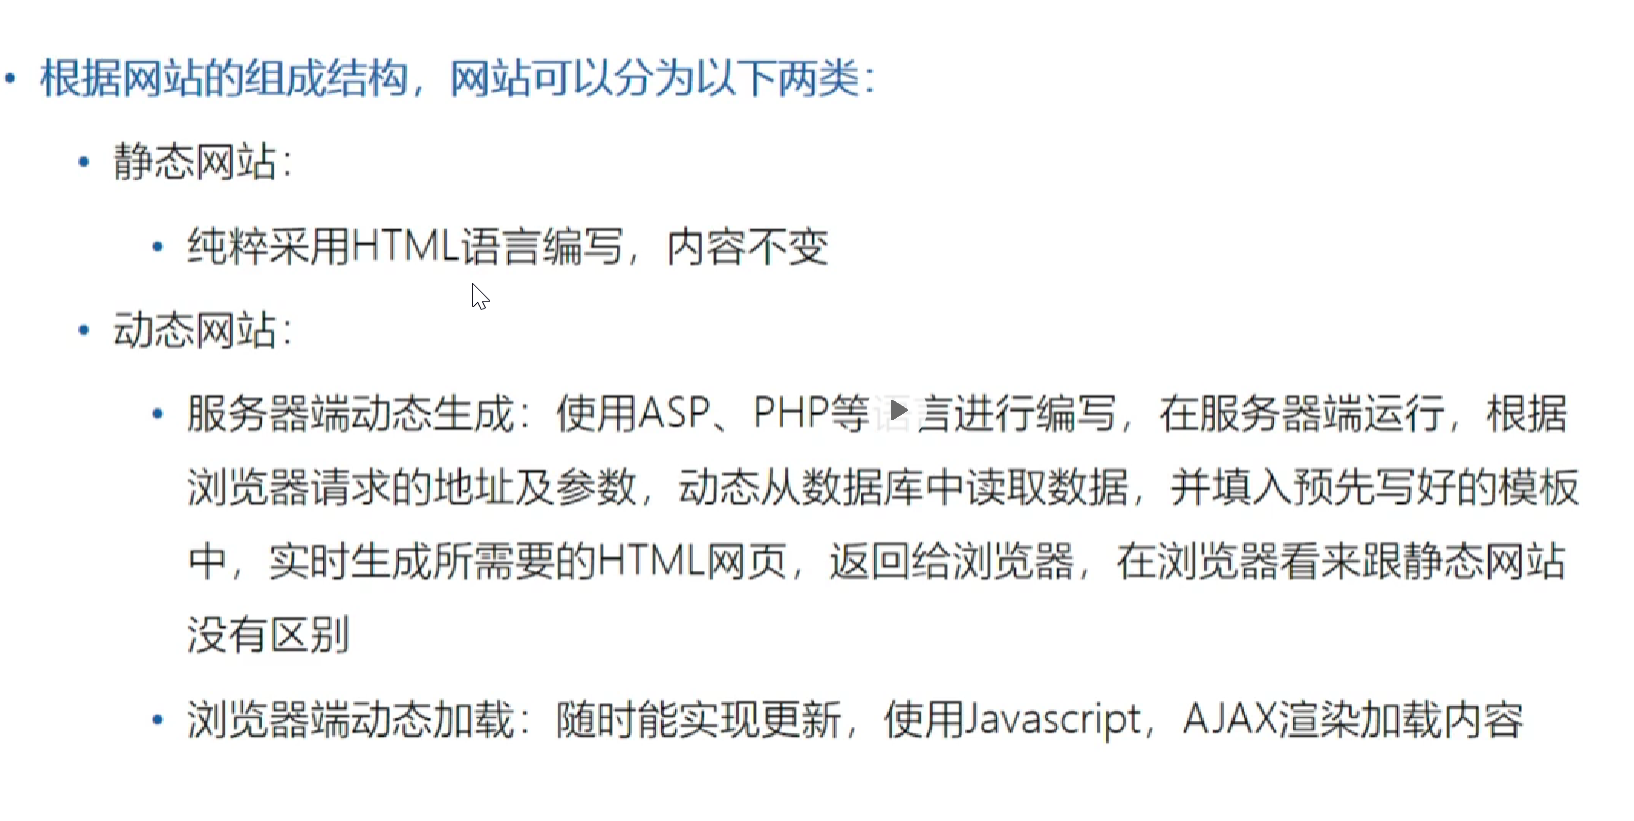 • 根据网站的组成结构，网站可以分为以下两类：
• 静态网站：
• 纯粹采用HTML语言编写，内容不变
• 动态网站：
• 服务器端动态生成：使用ASP、PHP等语言进行编写，在服务器端运行，根据
浏览器请求的地址及参数，动态从数据库中读取数据，并填入预先写好的模板
中，实时生成所需要的HTML网页，返回给浏览器，在浏览器看来跟静态网站
没有区别
• 浏览器端动态加载：随时能实现更新，使用Javascript，AJAX渲染加载内容